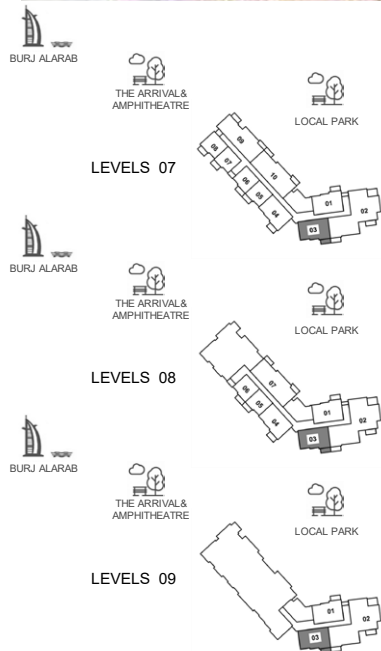 BURJ ALARAB
THE ARRIVAL&
AMPHITHEATRE
LOCAL PARK
LEVELS 07
08
07
09
06
05
04
10
03
01
02
BURJ ALARAB
THE ARRIVAL&
AMPHITHEATRE
LOCAL PARK
LEVELS 08
06
05
04
07
03
01
02
BURJ ALARAB
THE ARRIVAL&
AMPHITHEATRE
LOCAL PARK
LEVELS 09
01
02
03